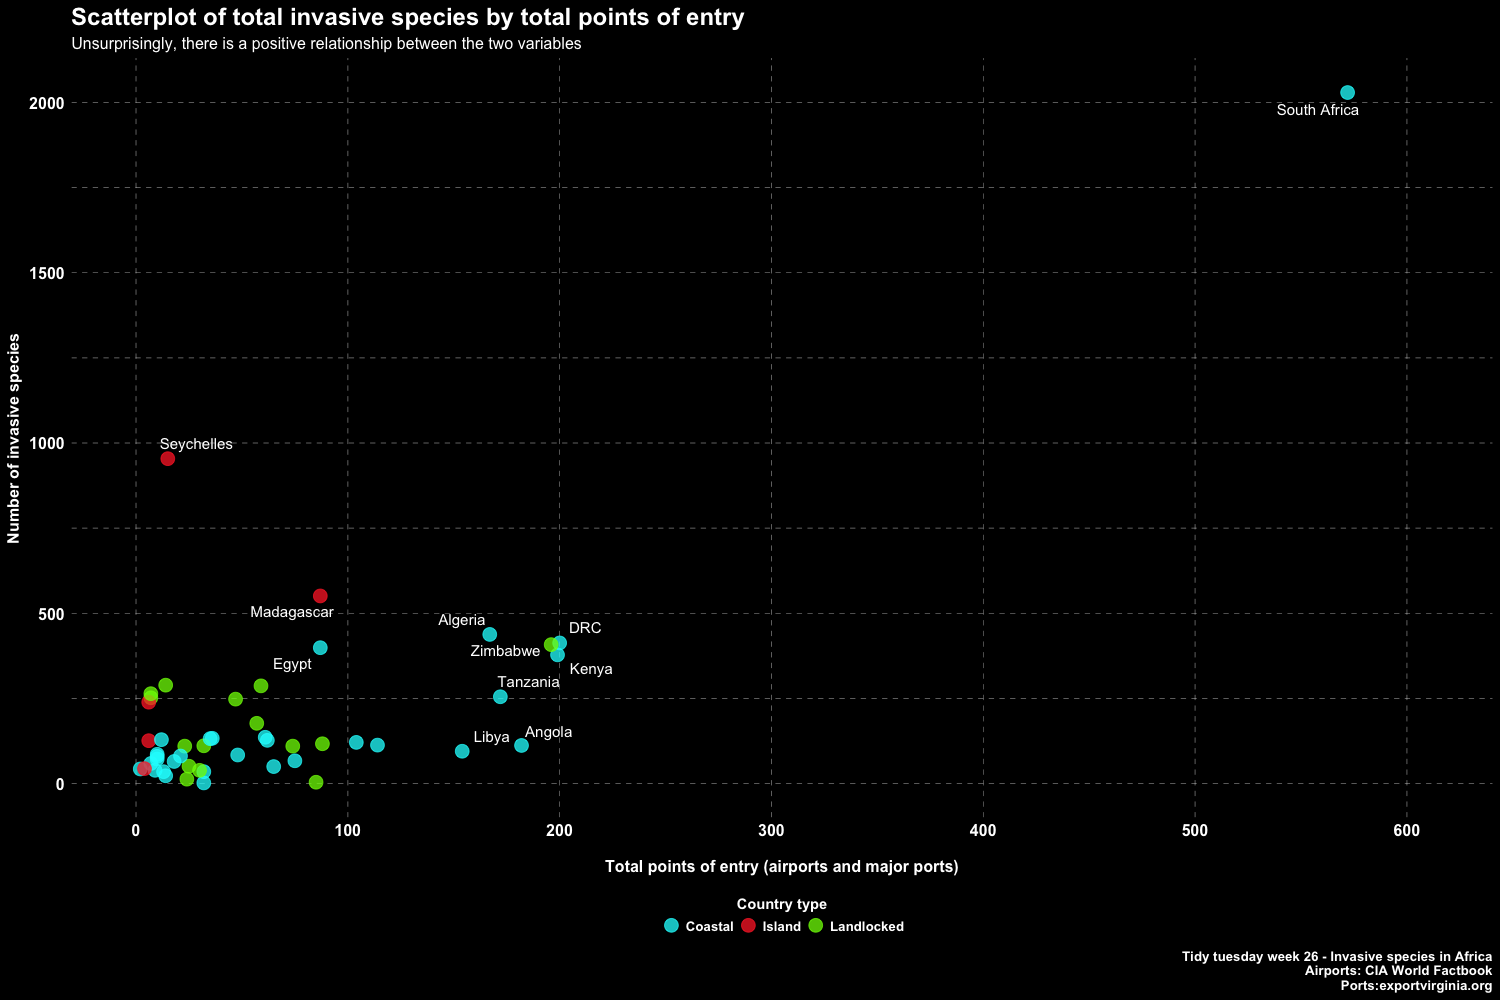 Scatterplot of total invasive species by total points of entry
Unsurprisingly, there is a positive relationship between the two variables
Number of invasive species
2000
1500
1000
500
0
South Africa
Seychelles
Madagascar
Algeria
DRC
Zimbabwe
Egypt
Kenya
Tanzania
Libya
Angola
0 100 200 300 400 500 600
Total points of entry (airports and major ports)
Country type
Coastal Island Landlocked
Tidy tuesday week 26 - Invasive species in Africa
Airports: CIA World Factbook
Ports:exportvirginia.org